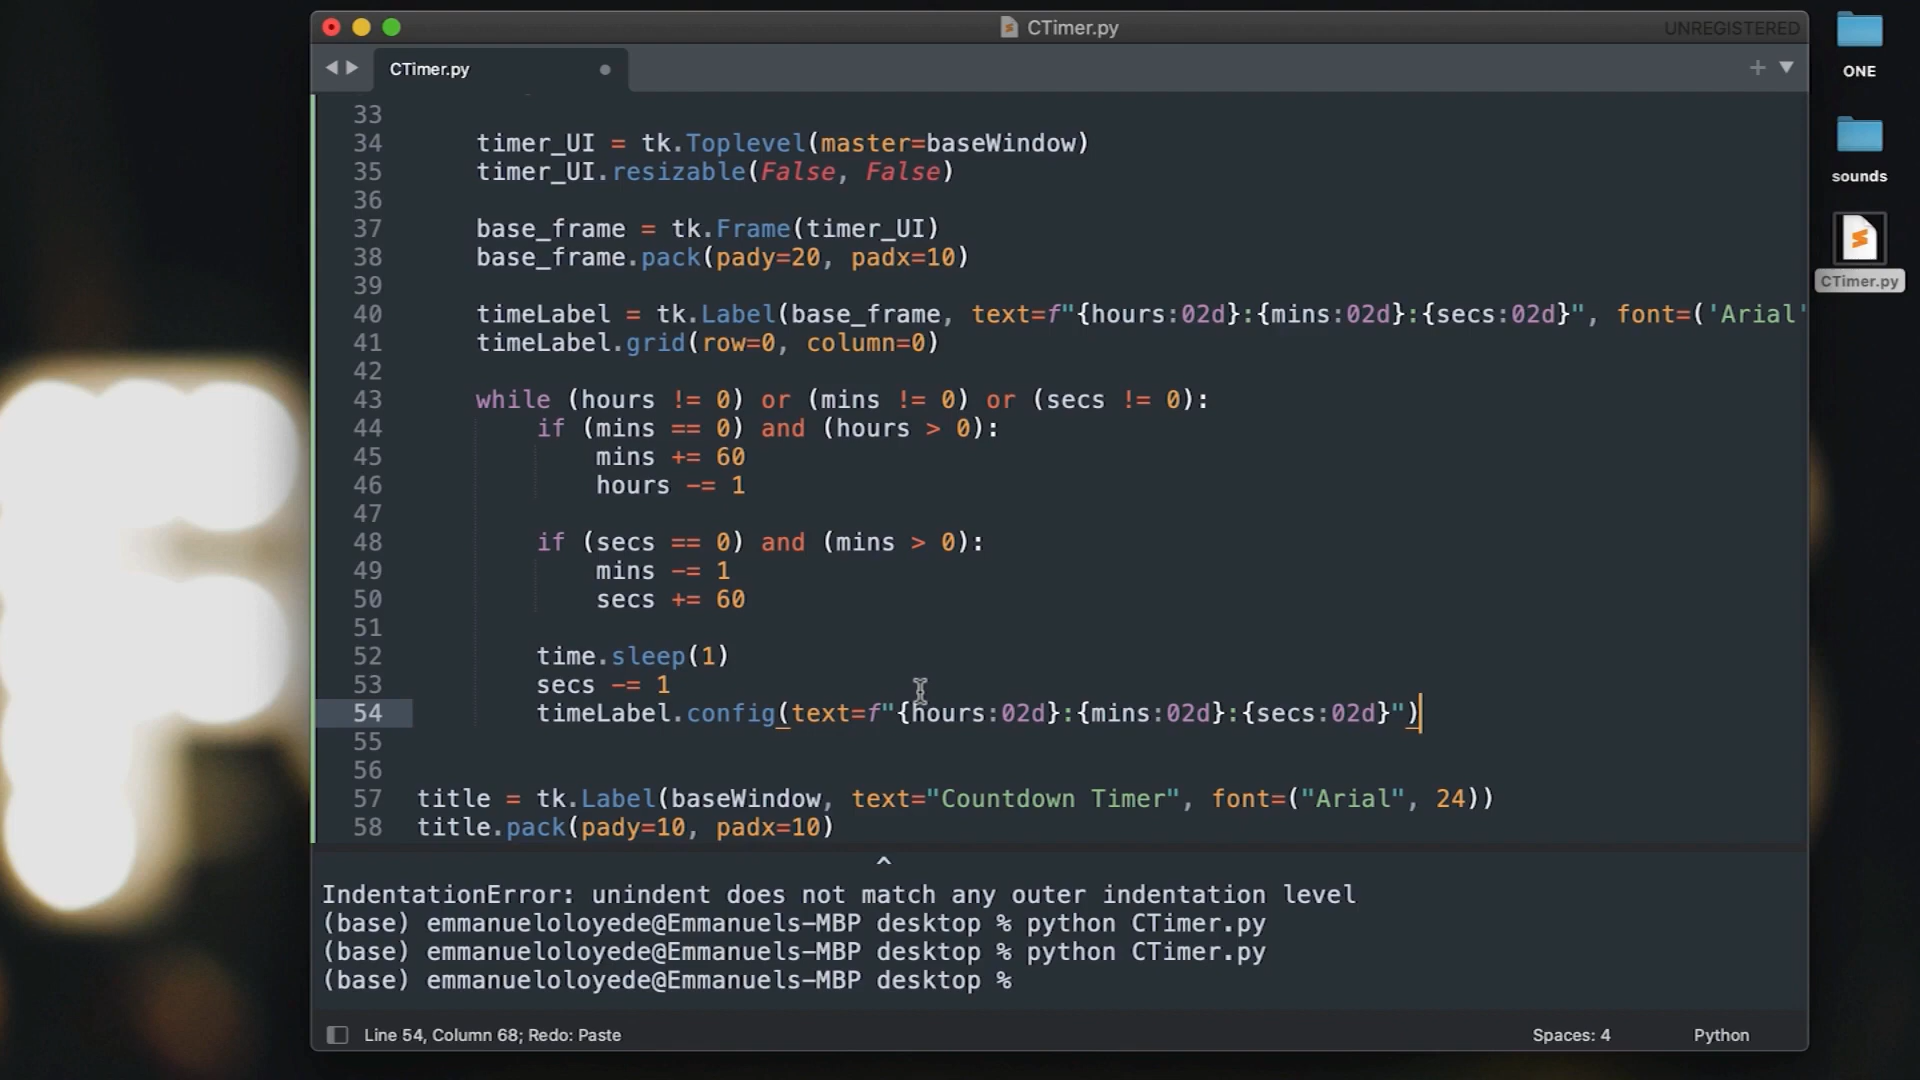 CTimer.py
UNREGISTERED
CTimer.py
ONE
sounds
CTimer.py
33
34 timer_UI = tk.Toplevel(master=baseWindow)
35 timer_UI.resizable(False, False)
36
37 base_frame = tk.Frame(timer_UI)
38 base_frame.pack(pady=20, padx=10)
39
40 timeLabel = tk.Label(base_frame, text=f"{hours:02d}:{mins:02d}:{secs:02d}", font=('Arial'
41 timeLabel.grid(row=0, column=0)
42
43 while (hours != 0) or (mins != 0) or (secs != 0):
44 if (mins == 0) and (hours > 0):
45 mins += 60
46 hours -= 1
47
48 if (secs == 0) and (mins > 0):
49 mins -= 1
50 secs += 60
51
52 time.sleep(1)
53 secs -= 1
54 timeLabel.config(text=f"{hours:02d}:{mins:02d}:{secs:02d}")
55
56
57 title = tk.Label(baseWindow, text="Countdown Timer", font=("Arial", 24))
58 title.pack(pady=10, padx=10)
^
IndentationError: unindent does not match any outer indentation level
(base) emmanueloloyede@Emmanuels-MBP desktop % python CTimer.py
(base) emmanueloloyede@Emmanuels-MBP desktop % python CTimer.py
(base) emmanueloloyede@Emmanuels-MBP desktop %
Line 54, Column 68; Redo: Paste
Spaces: 4
Python